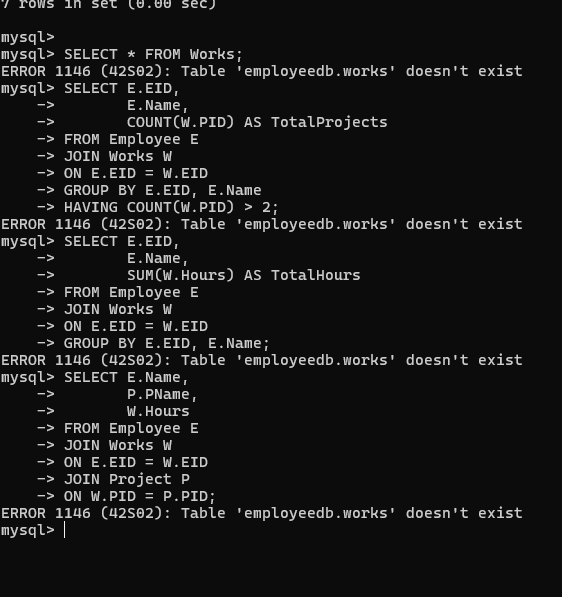 7 rows in set (0.00 sec)
mysql>
mysql> SELECT * FROM Works;
ERROR 1146 (42S02): Table 'employeedb.works' doesn't exist
mysql> SELECT E.EID,
    ->        E.Name,
    ->        COUNT(W.PID) AS TotalProjects
    -> FROM Employee E
    -> JOIN Works W
    -> ON E.EID = W.EID
    -> GROUP BY E.EID, E.Name
    -> HAVING COUNT(W.PID) > 2;
ERROR 1146 (42S02): Table 'employeedb.works' doesn't exist
mysql> SELECT E.EID,
    ->        E.Name,
    ->        SUM(W.Hours) AS TotalHours
    -> FROM Employee E
    -> JOIN Works W
    -> ON E.EID = W.EID
    -> GROUP BY E.EID, E.Name;
ERROR 1146 (42S02): Table 'employeedb.works' doesn't exist
mysql> SELECT E.Name,
    ->        P.PName,
    ->        W.Hours
    -> FROM Employee E
    -> JOIN Works W
    -> ON E.EID = W.EID
    -> JOIN Project P
    -> ON W.PID = P.PID;
ERROR 1146 (42S02): Table 'employeedb.works' doesn't exist
mysql>